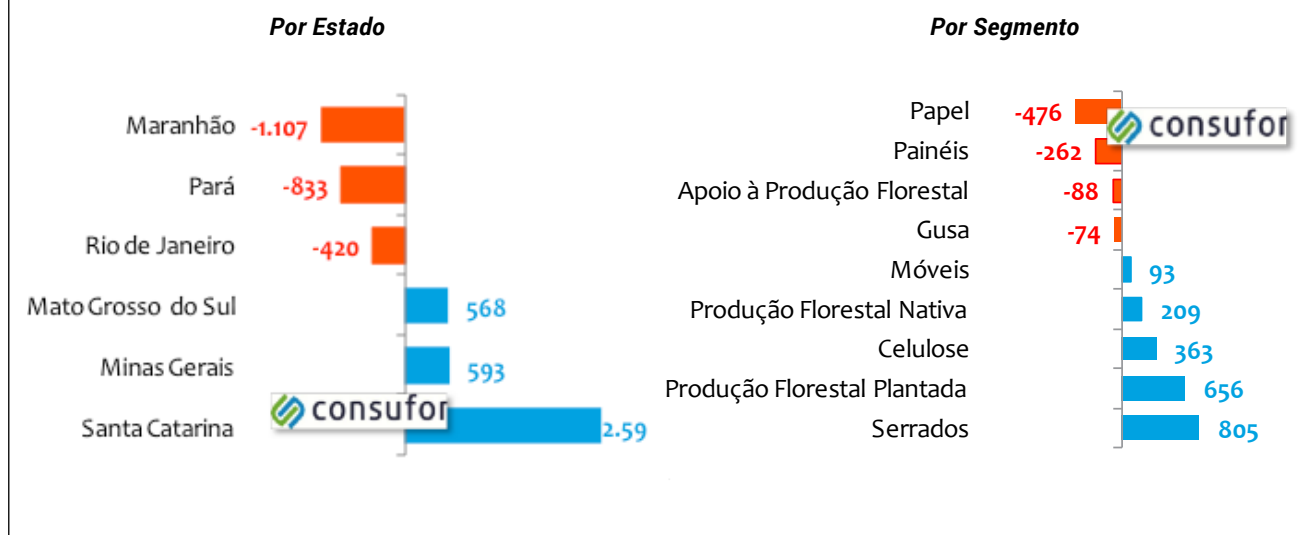 Por Estado
Maranhão -1.107
Pará -833
Rio de Janeiro -420
Mato Grosso do Sul 568
Minas Gerais 593
consufor
Santa Catarina 2.59
Por Segmento
Papel -476
consufor
Painéis -262
Apoio à Produção Florestal -88
Gusa -74
Móveis 93
Produção Florestal Nativa 209
Celulose 363
Produção Florestal Plantada 656
Serrados 805